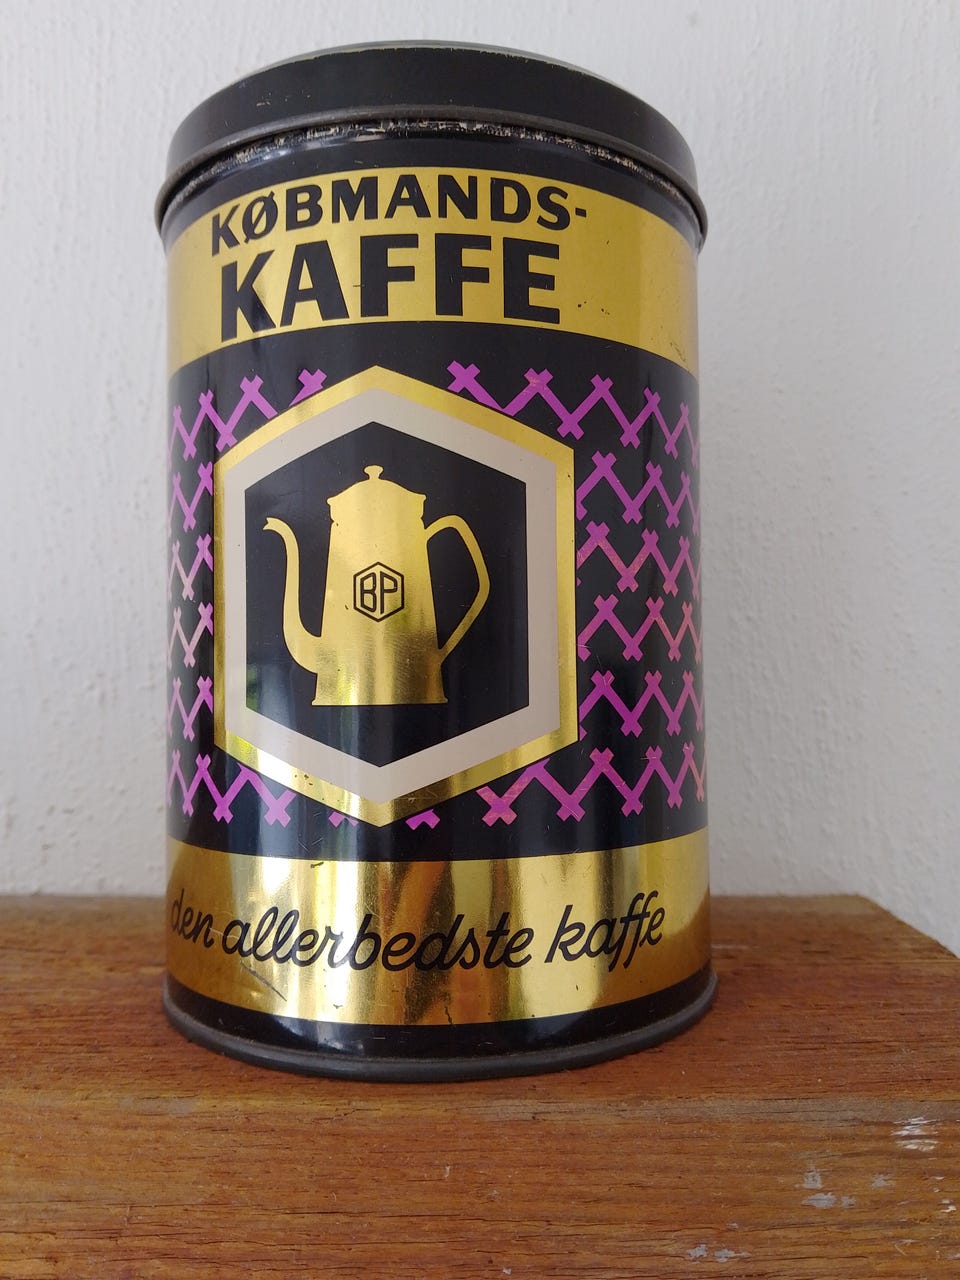 KØBMANDS-
KAFFE
BP
den allerbedste kaffe